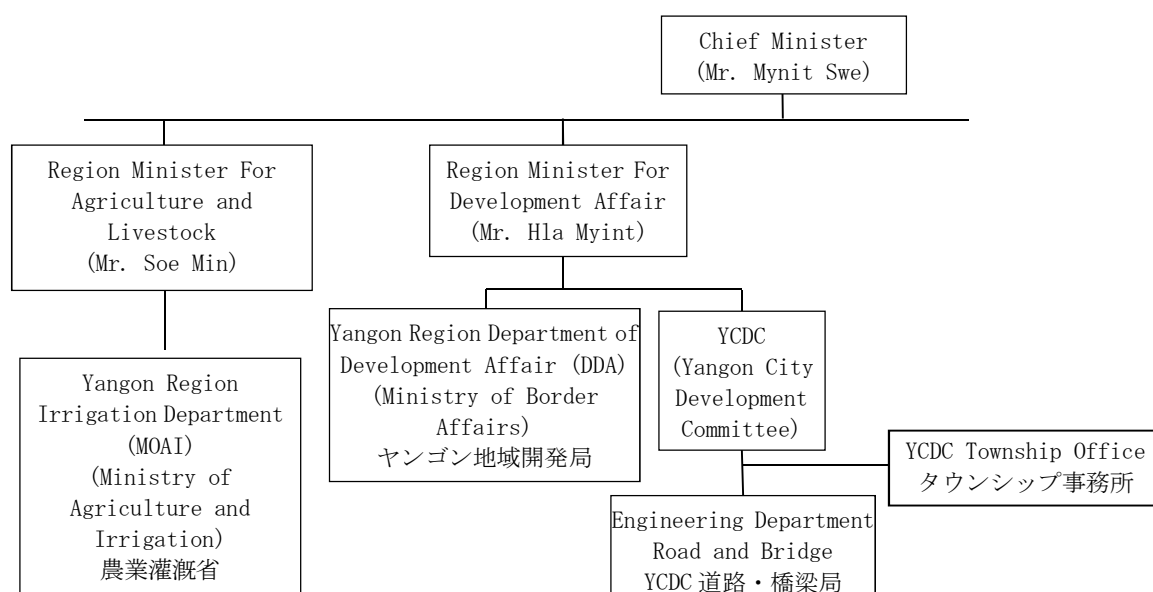 Chief Minister
(Mr. Mynit Swe)
Region Minister For
Agriculture and
Livestock
(Mr. Soe Min)
Region Minister For
Development Affair
(Mr. Hla Myint)
Yangon Region
Irrigation Department
(MOAI)
(Ministry of
Agriculture and
Irrigation)
農業灌漑省
Yangon Region Department of
Development Affair (DDA)
(Ministry of Border
Affairs)
ヤンゴン地域開発局
YCDC
(Yangon City
Development
Committee)
YCDC Township Office
タウンシップ事務所
Engineering Department
Road and Bridge
YCDC 道路・橋梁局